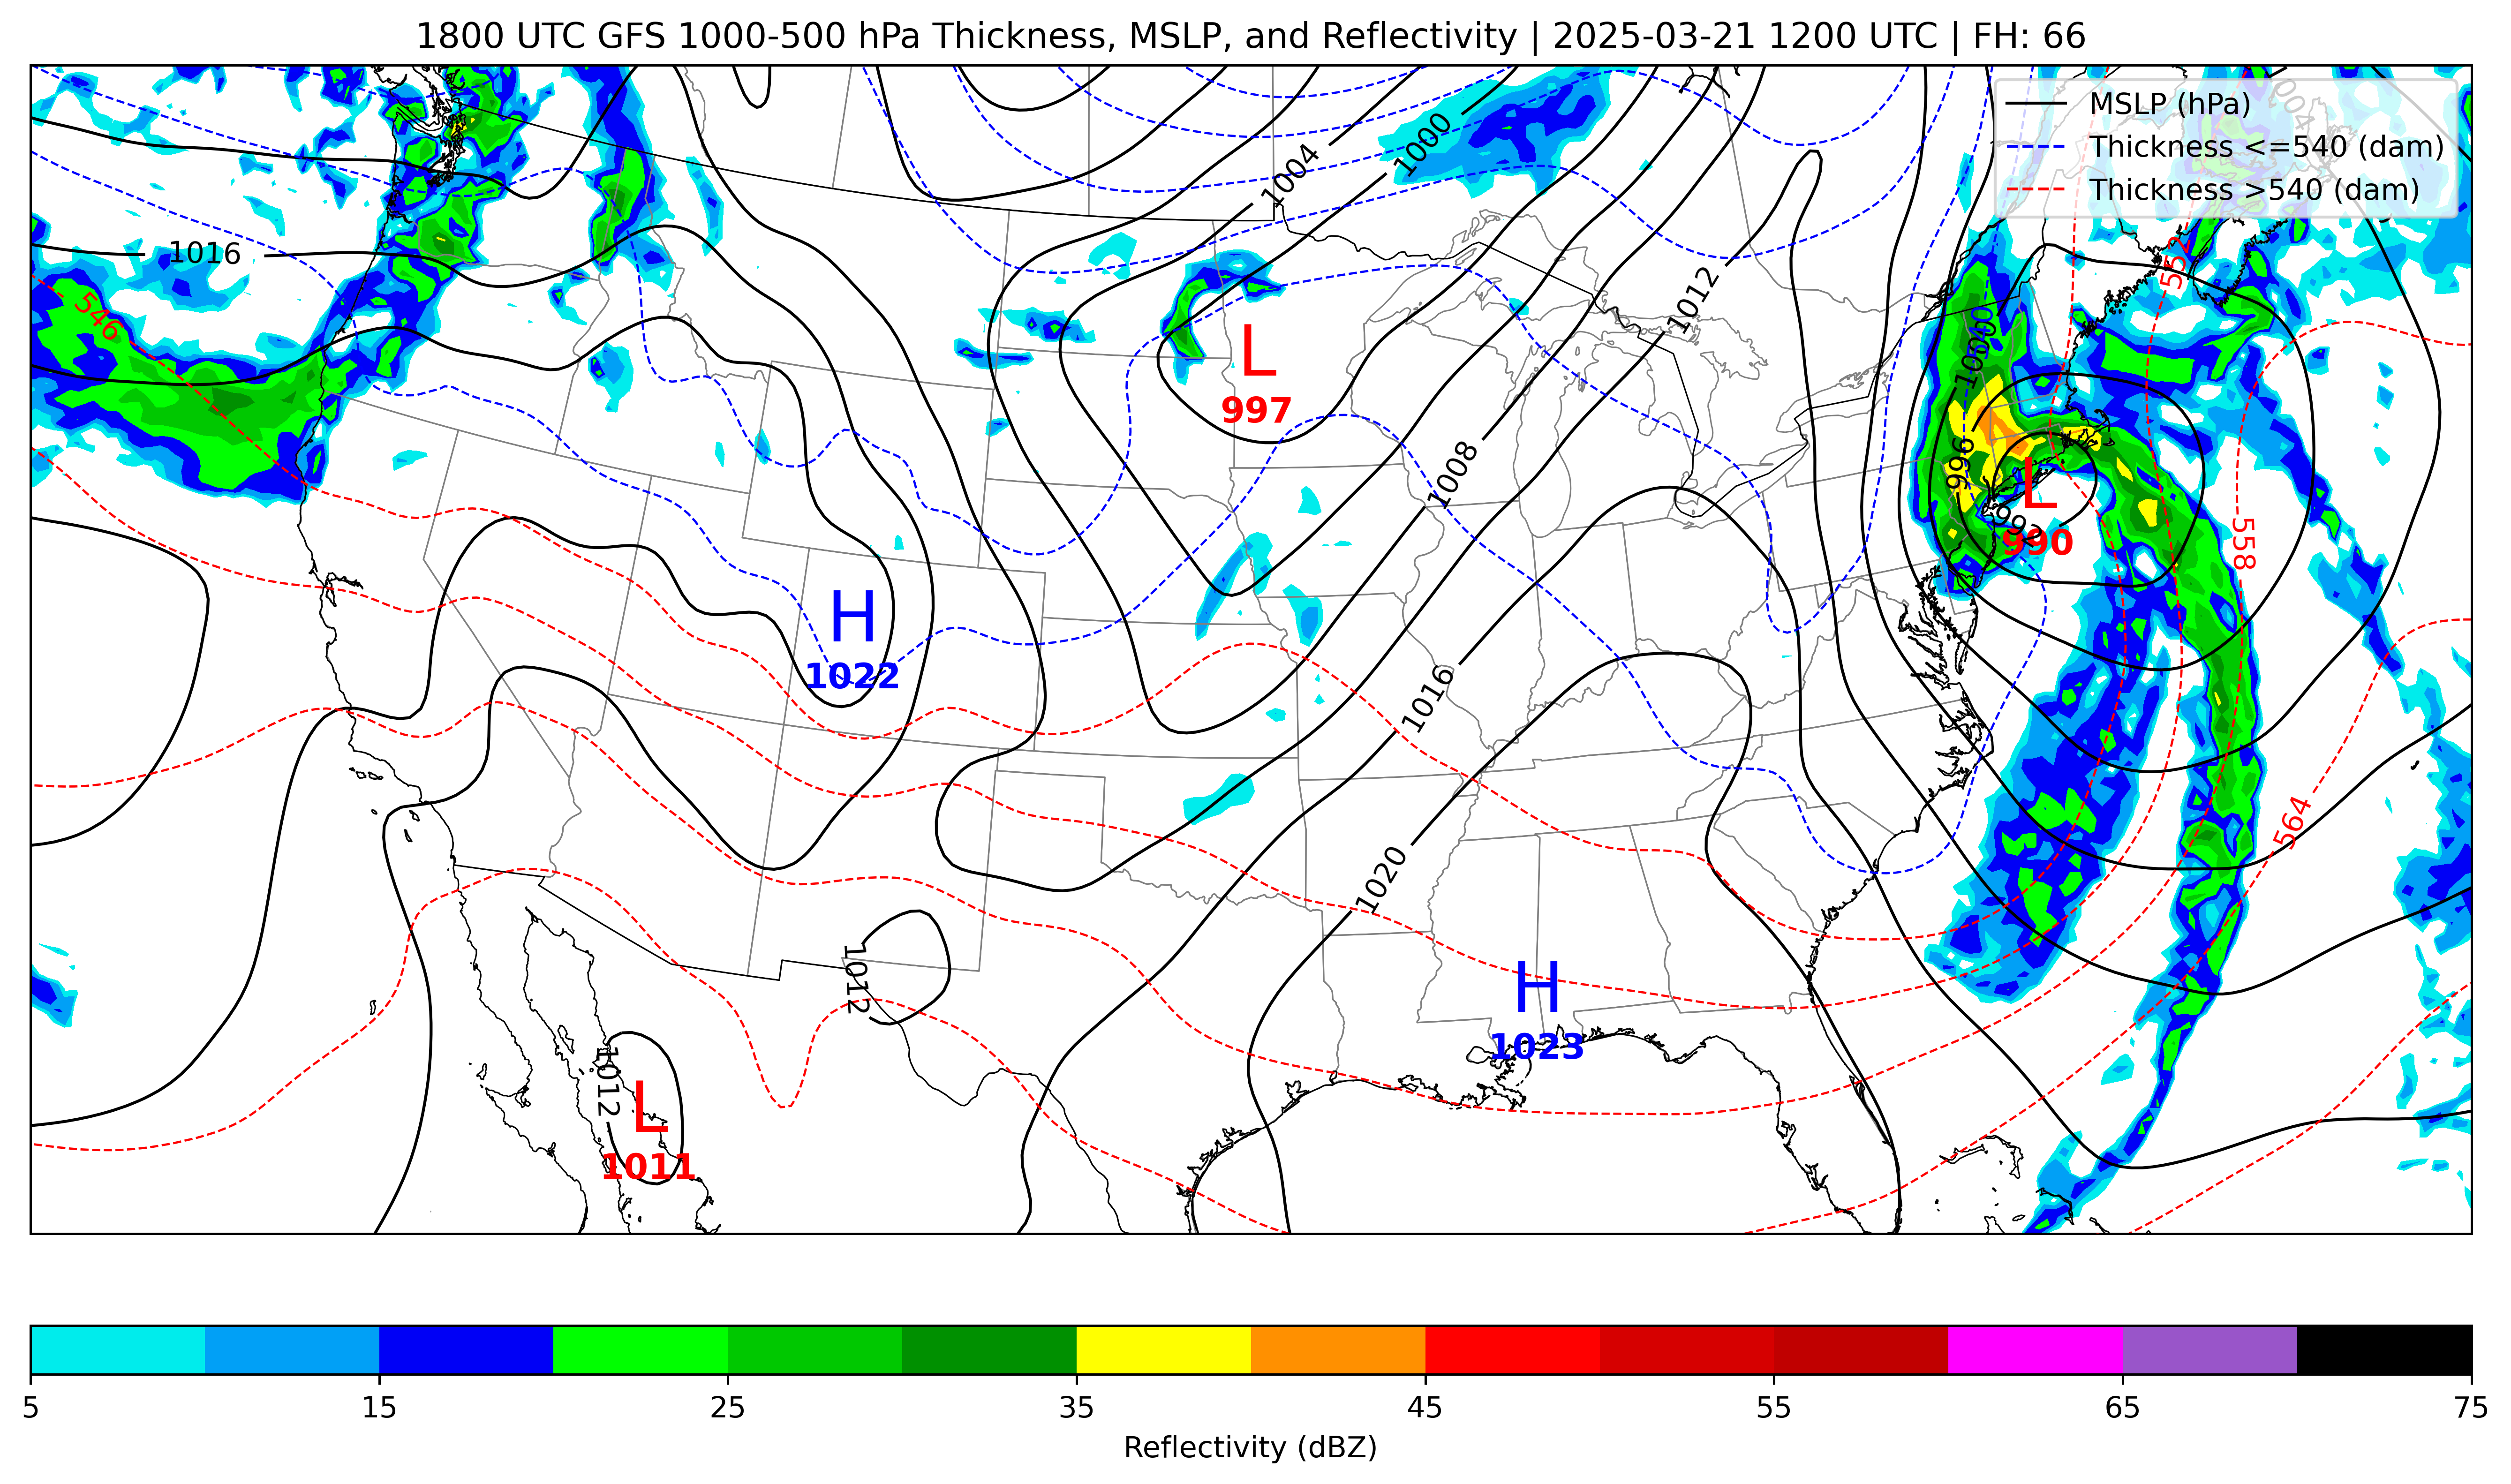 1800 UTC GFS 1000-500 hPa Thickness, MSLP, and Reflectivity | 2025-03-21 1200 UTC | FH: 66
MSLP (hPa)
Thickness <=540 (dam)
Thickness >540 (dam)
1004
1000
1004
1016
546
1012
552
1000
L
997
1008
996
L
992
990
558
H
1022
1016
564
1020
1012
H
1023
1012
L
1011
5 15 25 35 45 55 65 75
Reflectivity (dBZ)